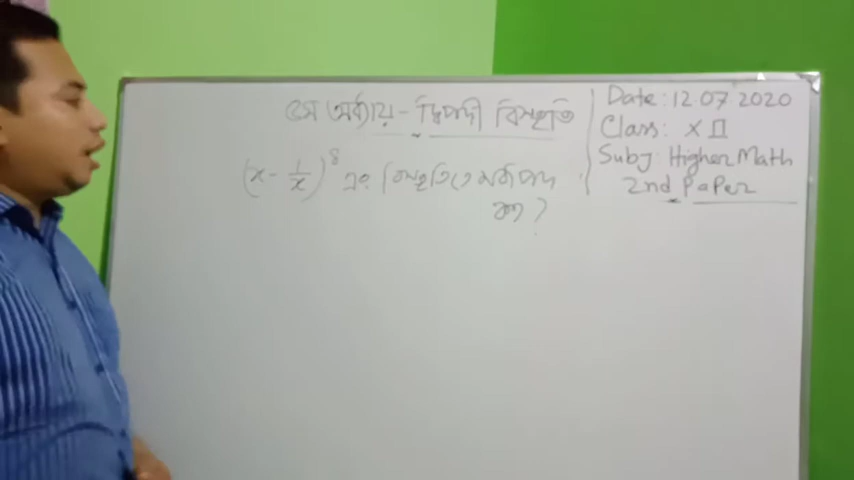 ৫ম অধ্যায় - দ্বিপদী বিস্তৃতি
(x - 1/x)^8 এর বিস্তৃতিতে মধ্যপদ
কত ?
Date: 12.07.2020
Class: XII
Subj: Higher Math
2nd Paper